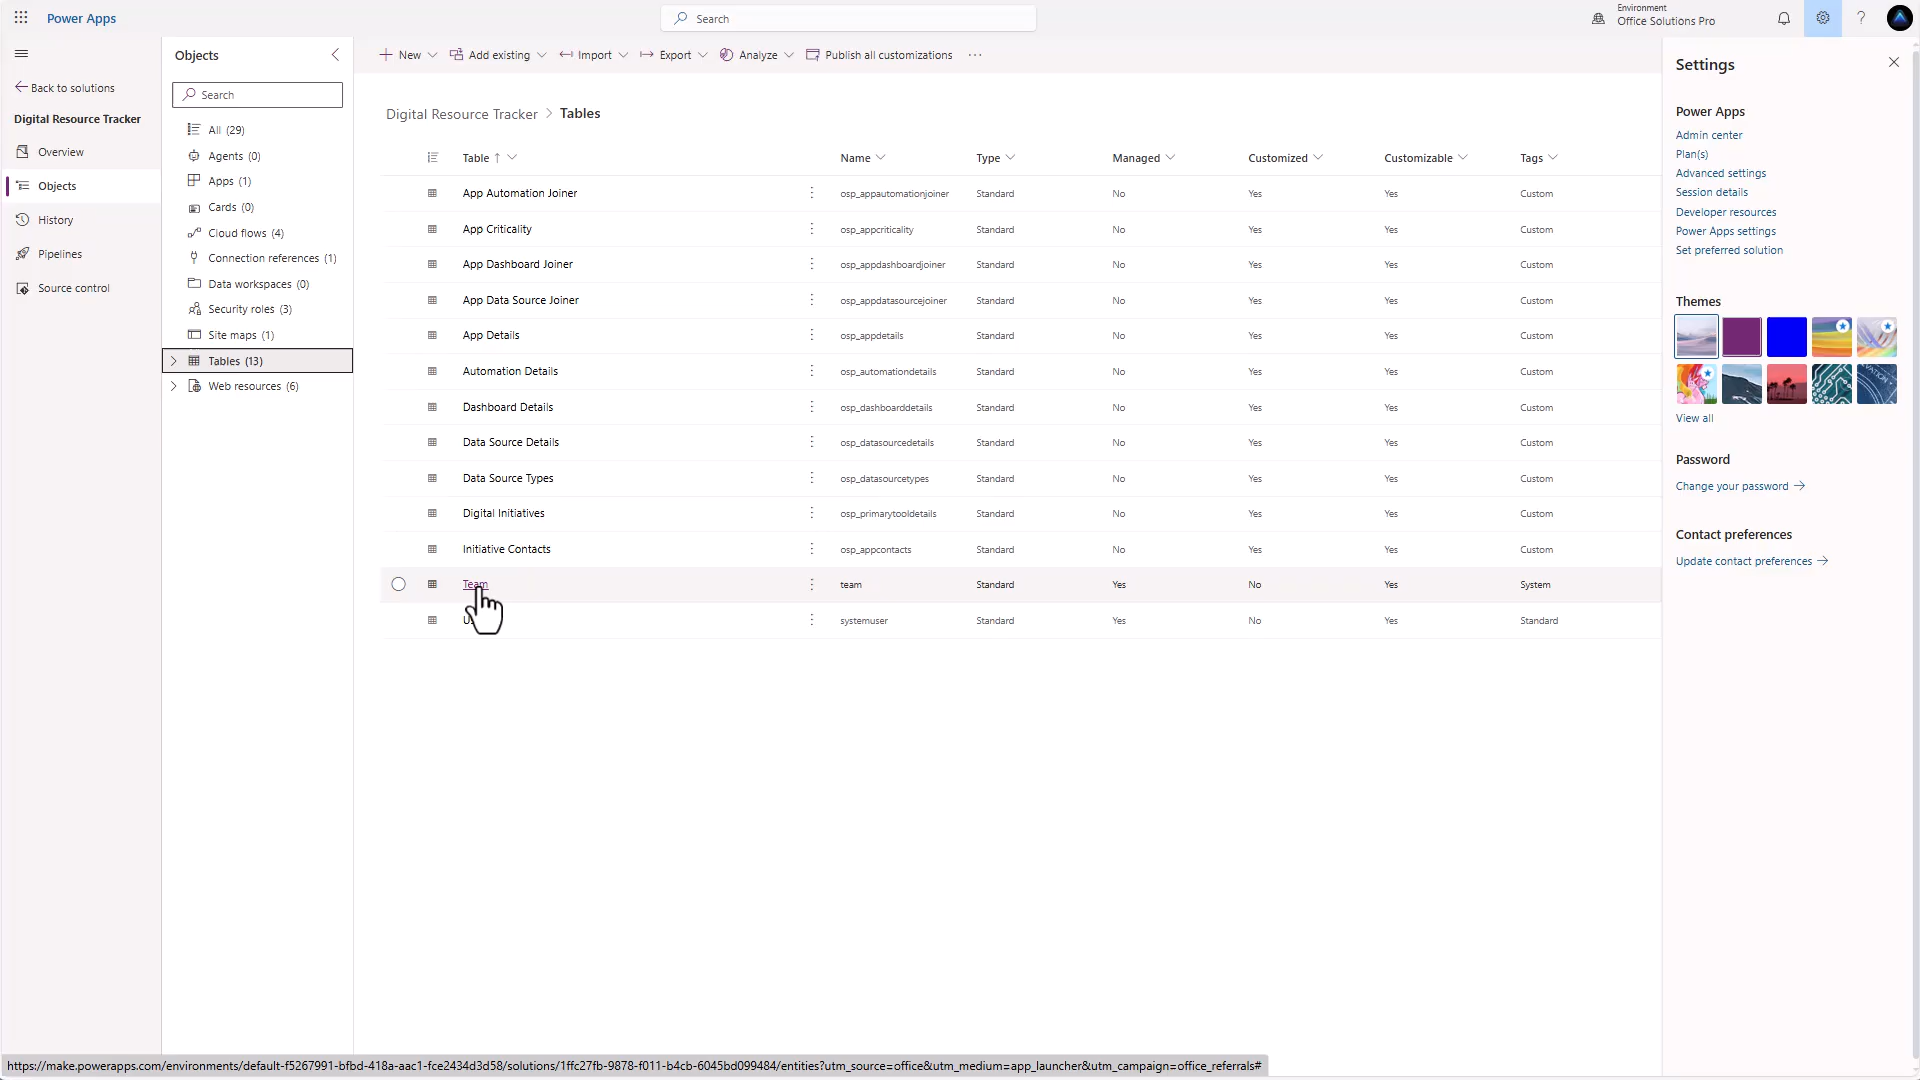 Power Apps
Search
Environment
Office Solutions Pro
Back to solutions
Digital Resource Tracker
Overview
Objects
History
Pipelines
Source control
Objects
Search
All (29)
Agents (0)
Apps (1)
Cards (0)
Cloud flows (4)
Connection references (1)
Data workspaces (0)
Security roles (3)
Site maps (1)
Tables (13)
Web resources (6)
New
Add existing
Import
Export
Analyze
Publish all customizations
Digital Resource Tracker > Tables
Table ↑ Name Type Managed Customized Customizable Tags
App Automation Joiner osp_appautomationjoiner Standard No Yes Yes Custom
App Criticality osp_appcriticality Standard No Yes Yes Custom
App Dashboard Joiner osp_appdashboardjoiner Standard No Yes Yes Custom
App Data Source Joiner osp_appdatasourcejoiner Standard No Yes Yes Custom
App Details osp_appdetails Standard No Yes Yes Custom
Automation Details osp_automationdetails Standard No Yes Yes Custom
Dashboard Details osp_dashboarddetails Standard No Yes Yes Custom
Data Source Details osp_datasourcedetails Standard No Yes Yes Custom
Data Source Types osp_datasourcetypes Standard No Yes Yes Custom
Digital Initiatives osp_primarytooldetails Standard No Yes Yes Custom
Initiative Contacts osp_appcontacts Standard No Yes Yes Custom
Team team Standard Yes No Yes System
systemuser Standard Yes No Yes Standard
Settings
Power Apps
Admin center
Plan(s)
Advanced settings
Session details
Developer resources
Power Apps settings
Set preferred solution
Themes
View all
Password
Change your password →
Contact preferences
Update contact preferences →
https://make.powerapps.com/environments/default-f5267991-bfbd-418a-aac1-fce2434d3d58/solutions/1ffc27fb-9878-f011-b4cb-6045bd099484/entities?utm_source=office&utm_medium=app_launcher&utm_campaign=office_referrals#